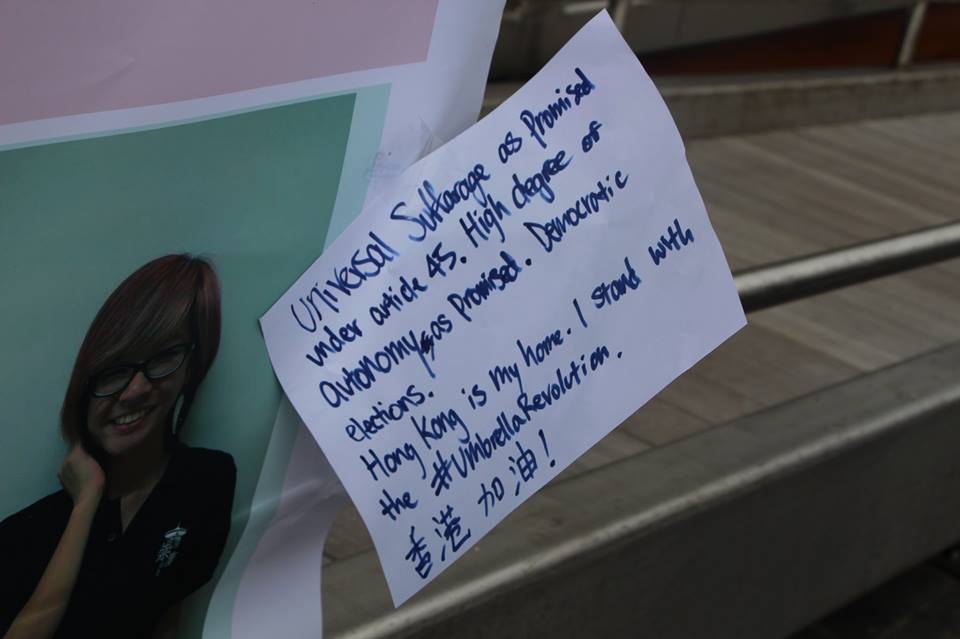 Universal Suffarage as promised
under article 45. High degree of
autonomy as promised. Democratic
elections.
Hong Kong is my home. I stand with
the #UmbrellaRevolution.
香港 加油!